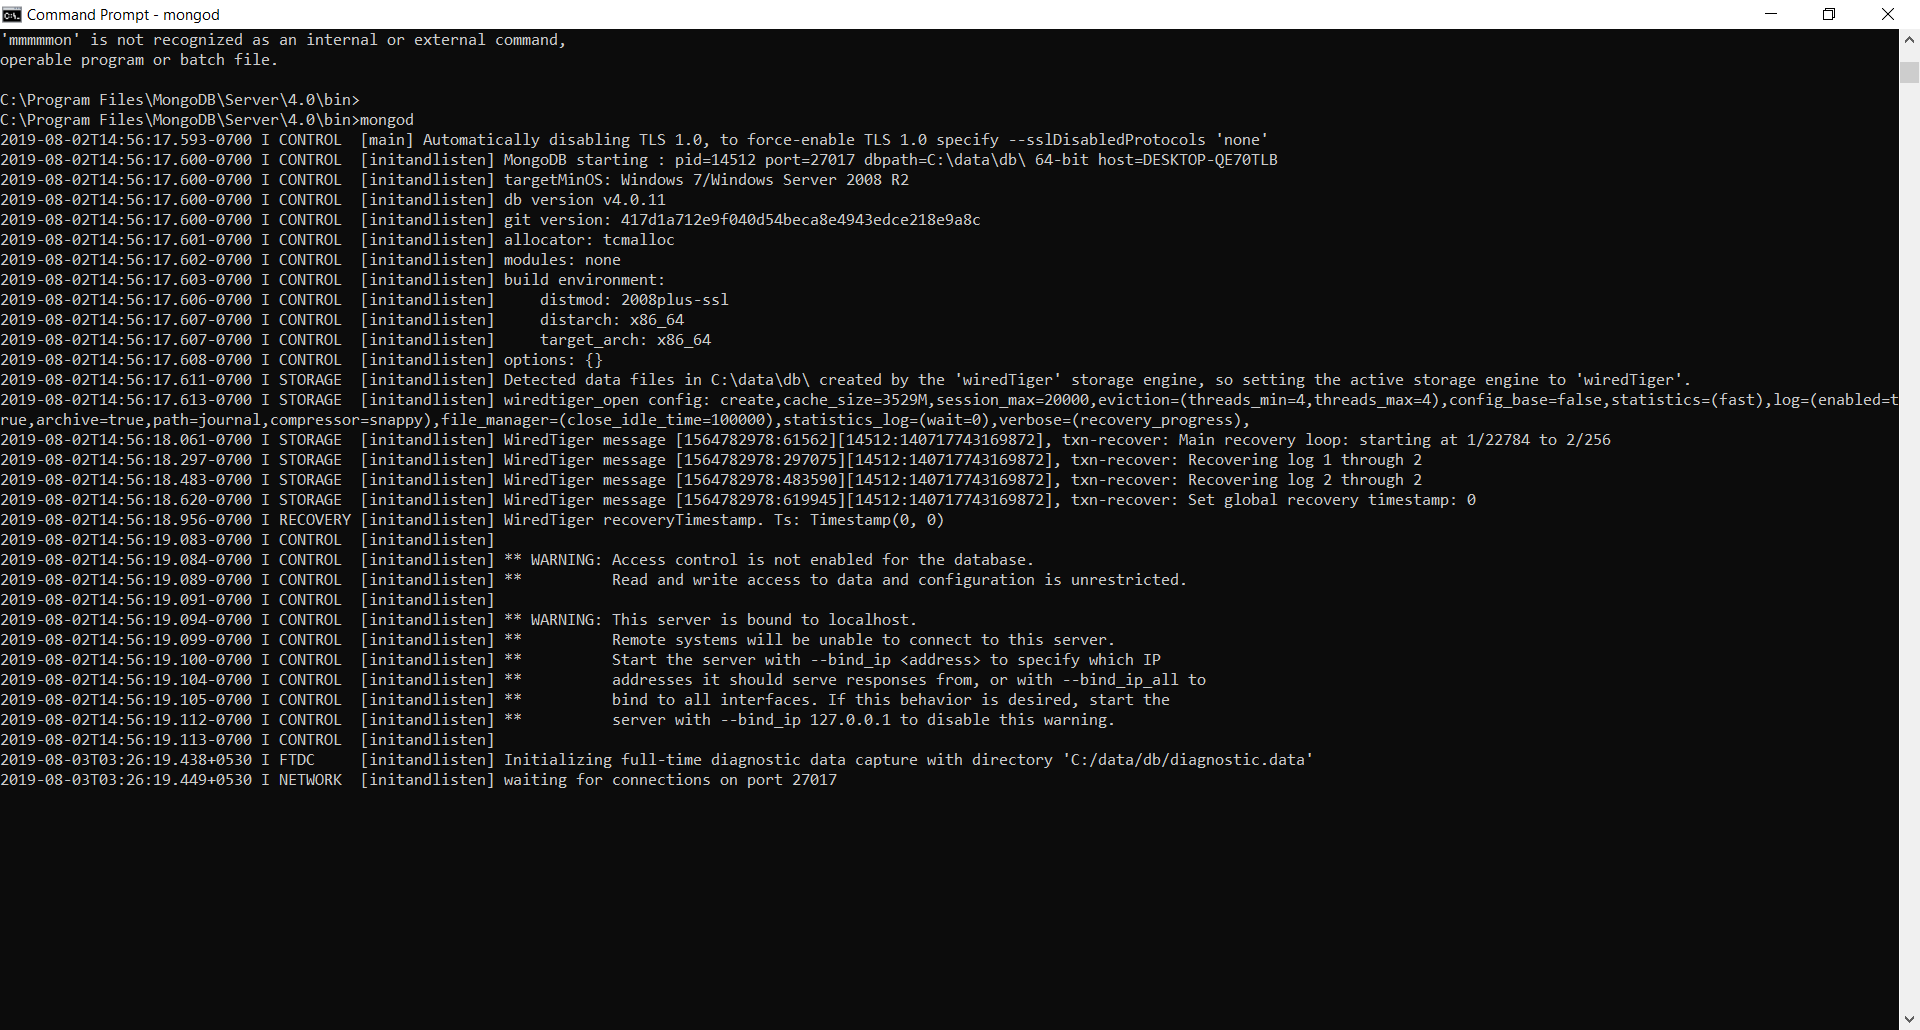 Command Prompt - mongod
'mmmmmon' is not recognized as an internal or external command,
operable program or batch file.
C:\Program Files\MongoDB\Server\4.0\bin>
C:\Program Files\MongoDB\Server\4.0\bin>mongod
2019-08-02T14:56:17.593-0700 I CONTROL  [main] Automatically disabling TLS 1.0, to force-enable TLS 1.0 specify --sslDisabledProtocols 'none'
2019-08-02T14:56:17.600-0700 I CONTROL  [initandlisten] MongoDB starting : pid=14512 port=27017 dbpath=C:\data\db\ 64-bit host=DESKTOP-QE70TLB
2019-08-02T14:56:17.600-0700 I CONTROL  [initandlisten] targetMinOS: Windows 7/Windows Server 2008 R2
2019-08-02T14:56:17.600-0700 I CONTROL  [initandlisten] db version v4.0.11
2019-08-02T14:56:17.600-0700 I CONTROL  [initandlisten] git version: 417d1a712e9f040d54beca8e4943edce218e9a8c
2019-08-02T14:56:17.601-0700 I CONTROL  [initandlisten] allocator: tcmalloc
2019-08-02T14:56:17.602-0700 I CONTROL  [initandlisten] modules: none
2019-08-02T14:56:17.603-0700 I CONTROL  [initandlisten] build environment:
2019-08-02T14:56:17.606-0700 I CONTROL  [initandlisten]     distmod: 2008plus-ssl
2019-08-02T14:56:17.607-0700 I CONTROL  [initandlisten]     distarch: x86_64
2019-08-02T14:56:17.607-0700 I CONTROL  [initandlisten]     target_arch: x86_64
2019-08-02T14:56:17.608-0700 I CONTROL  [initandlisten] options: {}
2019-08-02T14:56:17.611-0700 I STORAGE  [initandlisten] Detected data files in C:\data\db\ created by the 'wiredTiger' storage engine, so setting the active storage engine to 'wiredTiger'.
2019-08-02T14:56:17.613-0700 I STORAGE  [initandlisten] wiredtiger_open config: create,cache_size=3529M,session_max=20000,eviction=(threads_min=4,threads_max=4),config_base=false,statistics=(fast),log=(enabled=t
rue,archive=true,path=journal,compressor=snappy),file_manager=(close_idle_time=100000),statistics_log=(wait=0),verbose=(recovery_progress),
2019-08-02T14:56:18.061-0700 I STORAGE  [initandlisten] WiredTiger message [1564782978:61562][14512:140717743169872], txn-recover: Main recovery loop: starting at 1/22784 to 2/256
2019-08-02T14:56:18.297-0700 I STORAGE  [initandlisten] WiredTiger message [1564782978:297075][14512:140717743169872], txn-recover: Recovering log 1 through 2
2019-08-02T14:56:18.483-0700 I STORAGE  [initandlisten] WiredTiger message [1564782978:483590][14512:140717743169872], txn-recover: Recovering log 2 through 2
2019-08-02T14:56:18.620-0700 I STORAGE  [initandlisten] WiredTiger message [1564782978:619945][14512:140717743169872], txn-recover: Set global recovery timestamp: 0
2019-08-02T14:56:18.956-0700 I RECOVERY [initandlisten] WiredTiger recoveryTimestamp. Ts: Timestamp(0, 0)
2019-08-02T14:56:19.083-0700 I CONTROL  [initandlisten]
2019-08-02T14:56:19.084-0700 I CONTROL  [initandlisten] ** WARNING: Access control is not enabled for the database.
2019-08-02T14:56:19.089-0700 I CONTROL  [initandlisten] **          Read and write access to data and configuration is unrestricted.
2019-08-02T14:56:19.091-0700 I CONTROL  [initandlisten]
2019-08-02T14:56:19.094-0700 I CONTROL  [initandlisten] ** WARNING: This server is bound to localhost.
2019-08-02T14:56:19.099-0700 I CONTROL  [initandlisten] **          Remote systems will be unable to connect to this server.
2019-08-02T14:56:19.100-0700 I CONTROL  [initandlisten] **          Start the server with --bind_ip <address> to specify which IP
2019-08-02T14:56:19.104-0700 I CONTROL  [initandlisten] **          addresses it should serve responses from, or with --bind_ip_all to
2019-08-02T14:56:19.105-0700 I CONTROL  [initandlisten] **          bind to all interfaces. If this behavior is desired, start the
2019-08-02T14:56:19.112-0700 I CONTROL  [initandlisten] **          server with --bind_ip 127.0.0.1 to disable this warning.
2019-08-02T14:56:19.113-0700 I CONTROL  [initandlisten]
2019-08-03T03:26:19.438+0530 I FTDC     [initandlisten] Initializing full-time diagnostic data capture with directory 'C:/data/db/diagnostic.data'
2019-08-03T03:26:19.449+0530 I NETWORK  [initandlisten] waiting for connections on port 27017